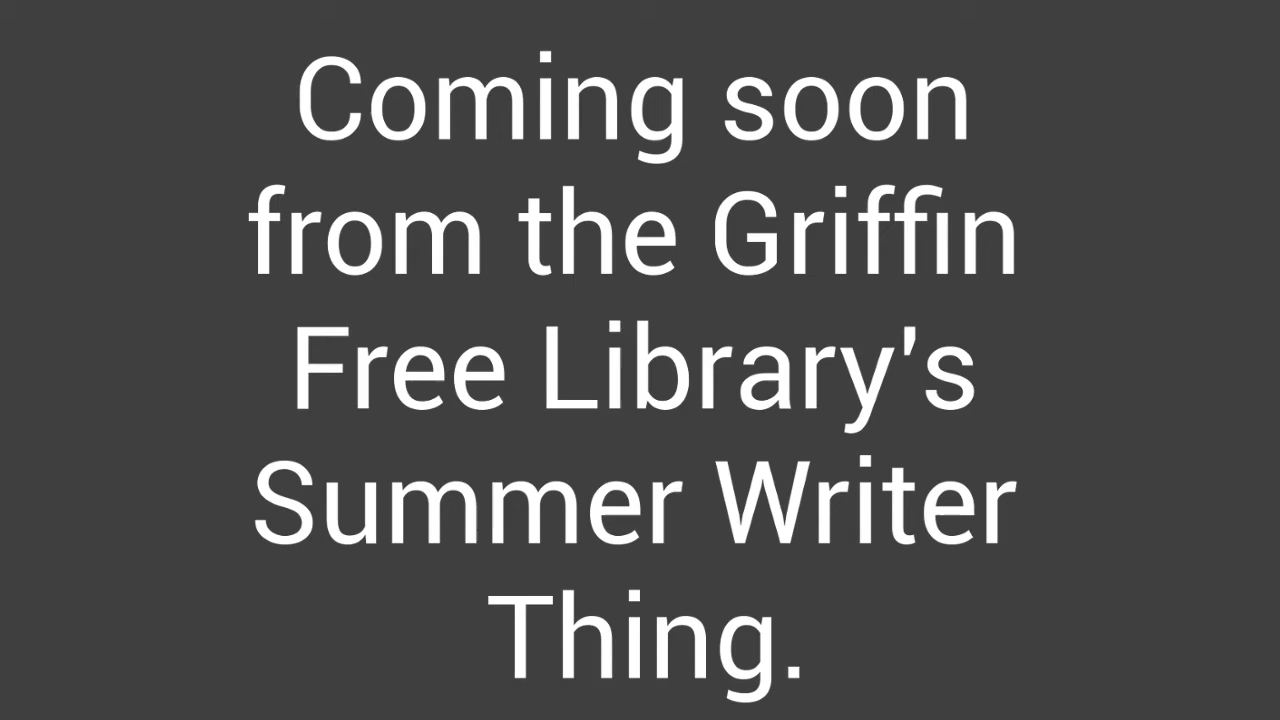 Coming soon
from the Griffin
Free Library's
Summer Writer
Thing.